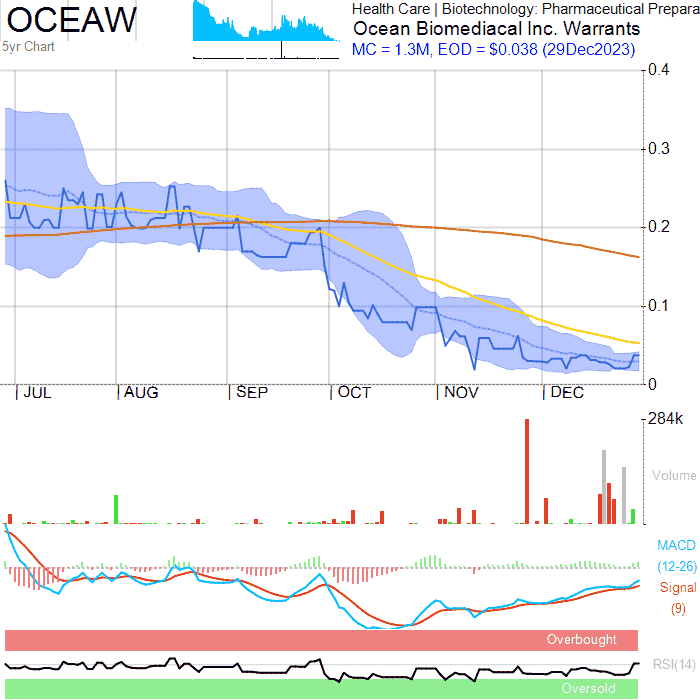 OCEAW
5yr Chart
Health Care | Biotechnology: Pharmaceutical Prepara
Ocean Biomediacal Inc. Warrants
MC = 1.3M, EOD = $0.038 (29Dec2023)
0.4
0.3
0.2
0.1
0
JUL AUG SEP OCT NOV DEC
284k
Volume
MACD
(12-26)
Signal
(9)
Overbought
RSI(14)
Oversold